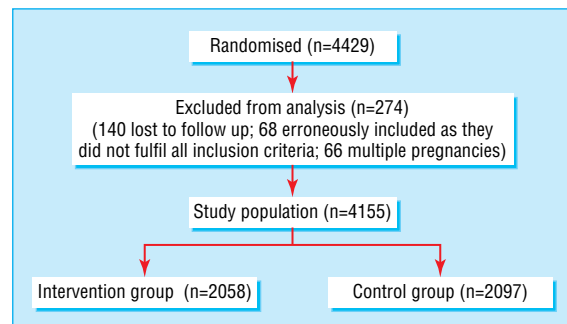 Randomised (n=4429)
Excluded from analysis (n=274)
(140 lost to follow up; 68 erroneously included as they
did not fulfil all inclusion criteria; 66 multiple pregnancies)
Study population (n=4155)
Intervention group (n=2058)
Control group (n=2097)